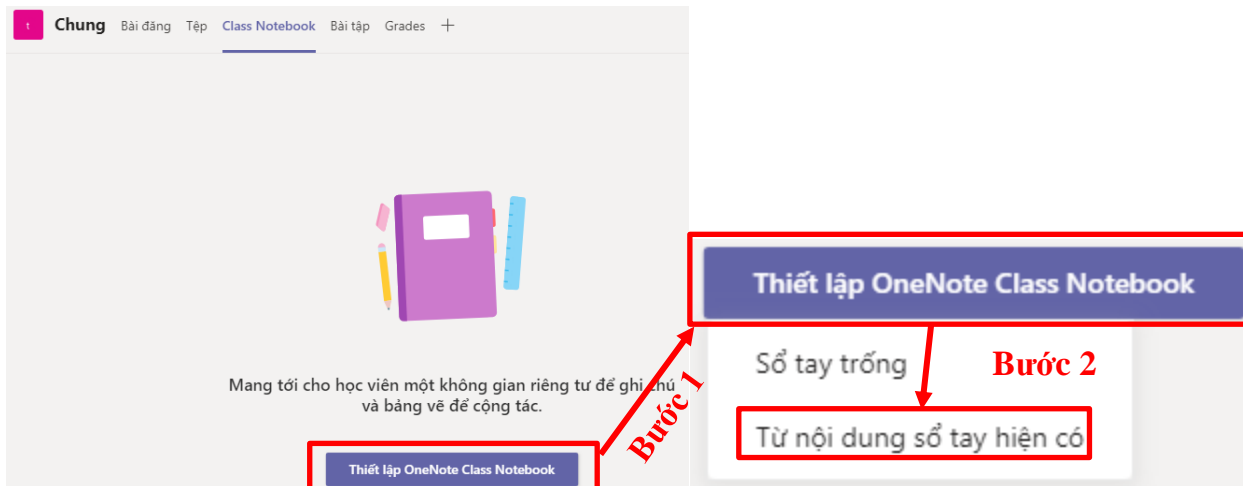 t Chung Bài đăng Tệp Class Notebook Bài tập Grades +
Mang tới cho học viên một không gian riêng tư để ghi chú
và bảng vẽ để cộng tác.
Thiết lập OneNote Class Notebook
Bước 1
Thiết lập OneNote Class Notebook
Sổ tay trống
Bước 2
Từ nội dung sổ tay hiện có